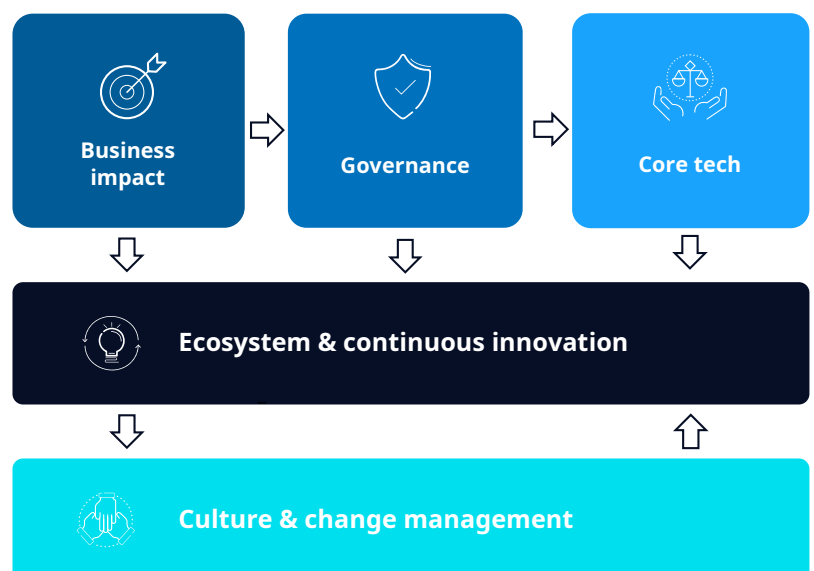 Business
impact
Governance
Core tech
Ecosystem & continuous innovation
Culture & change management